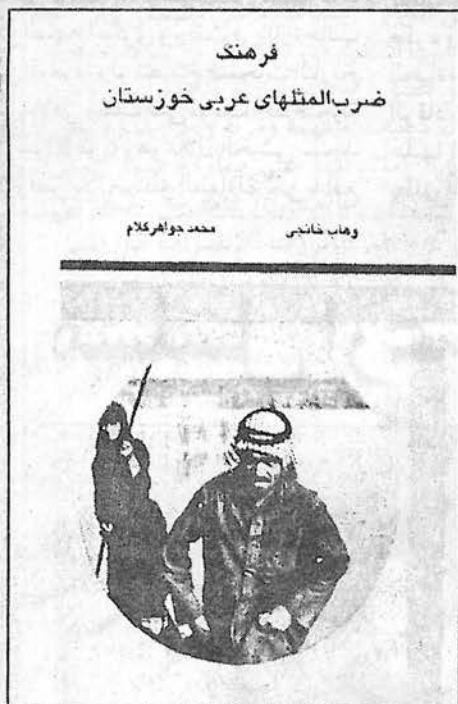 فرهنگ
ضرب‌المثلهای عربی خوزستان
وهاب خانجی محمد جواهرکلام